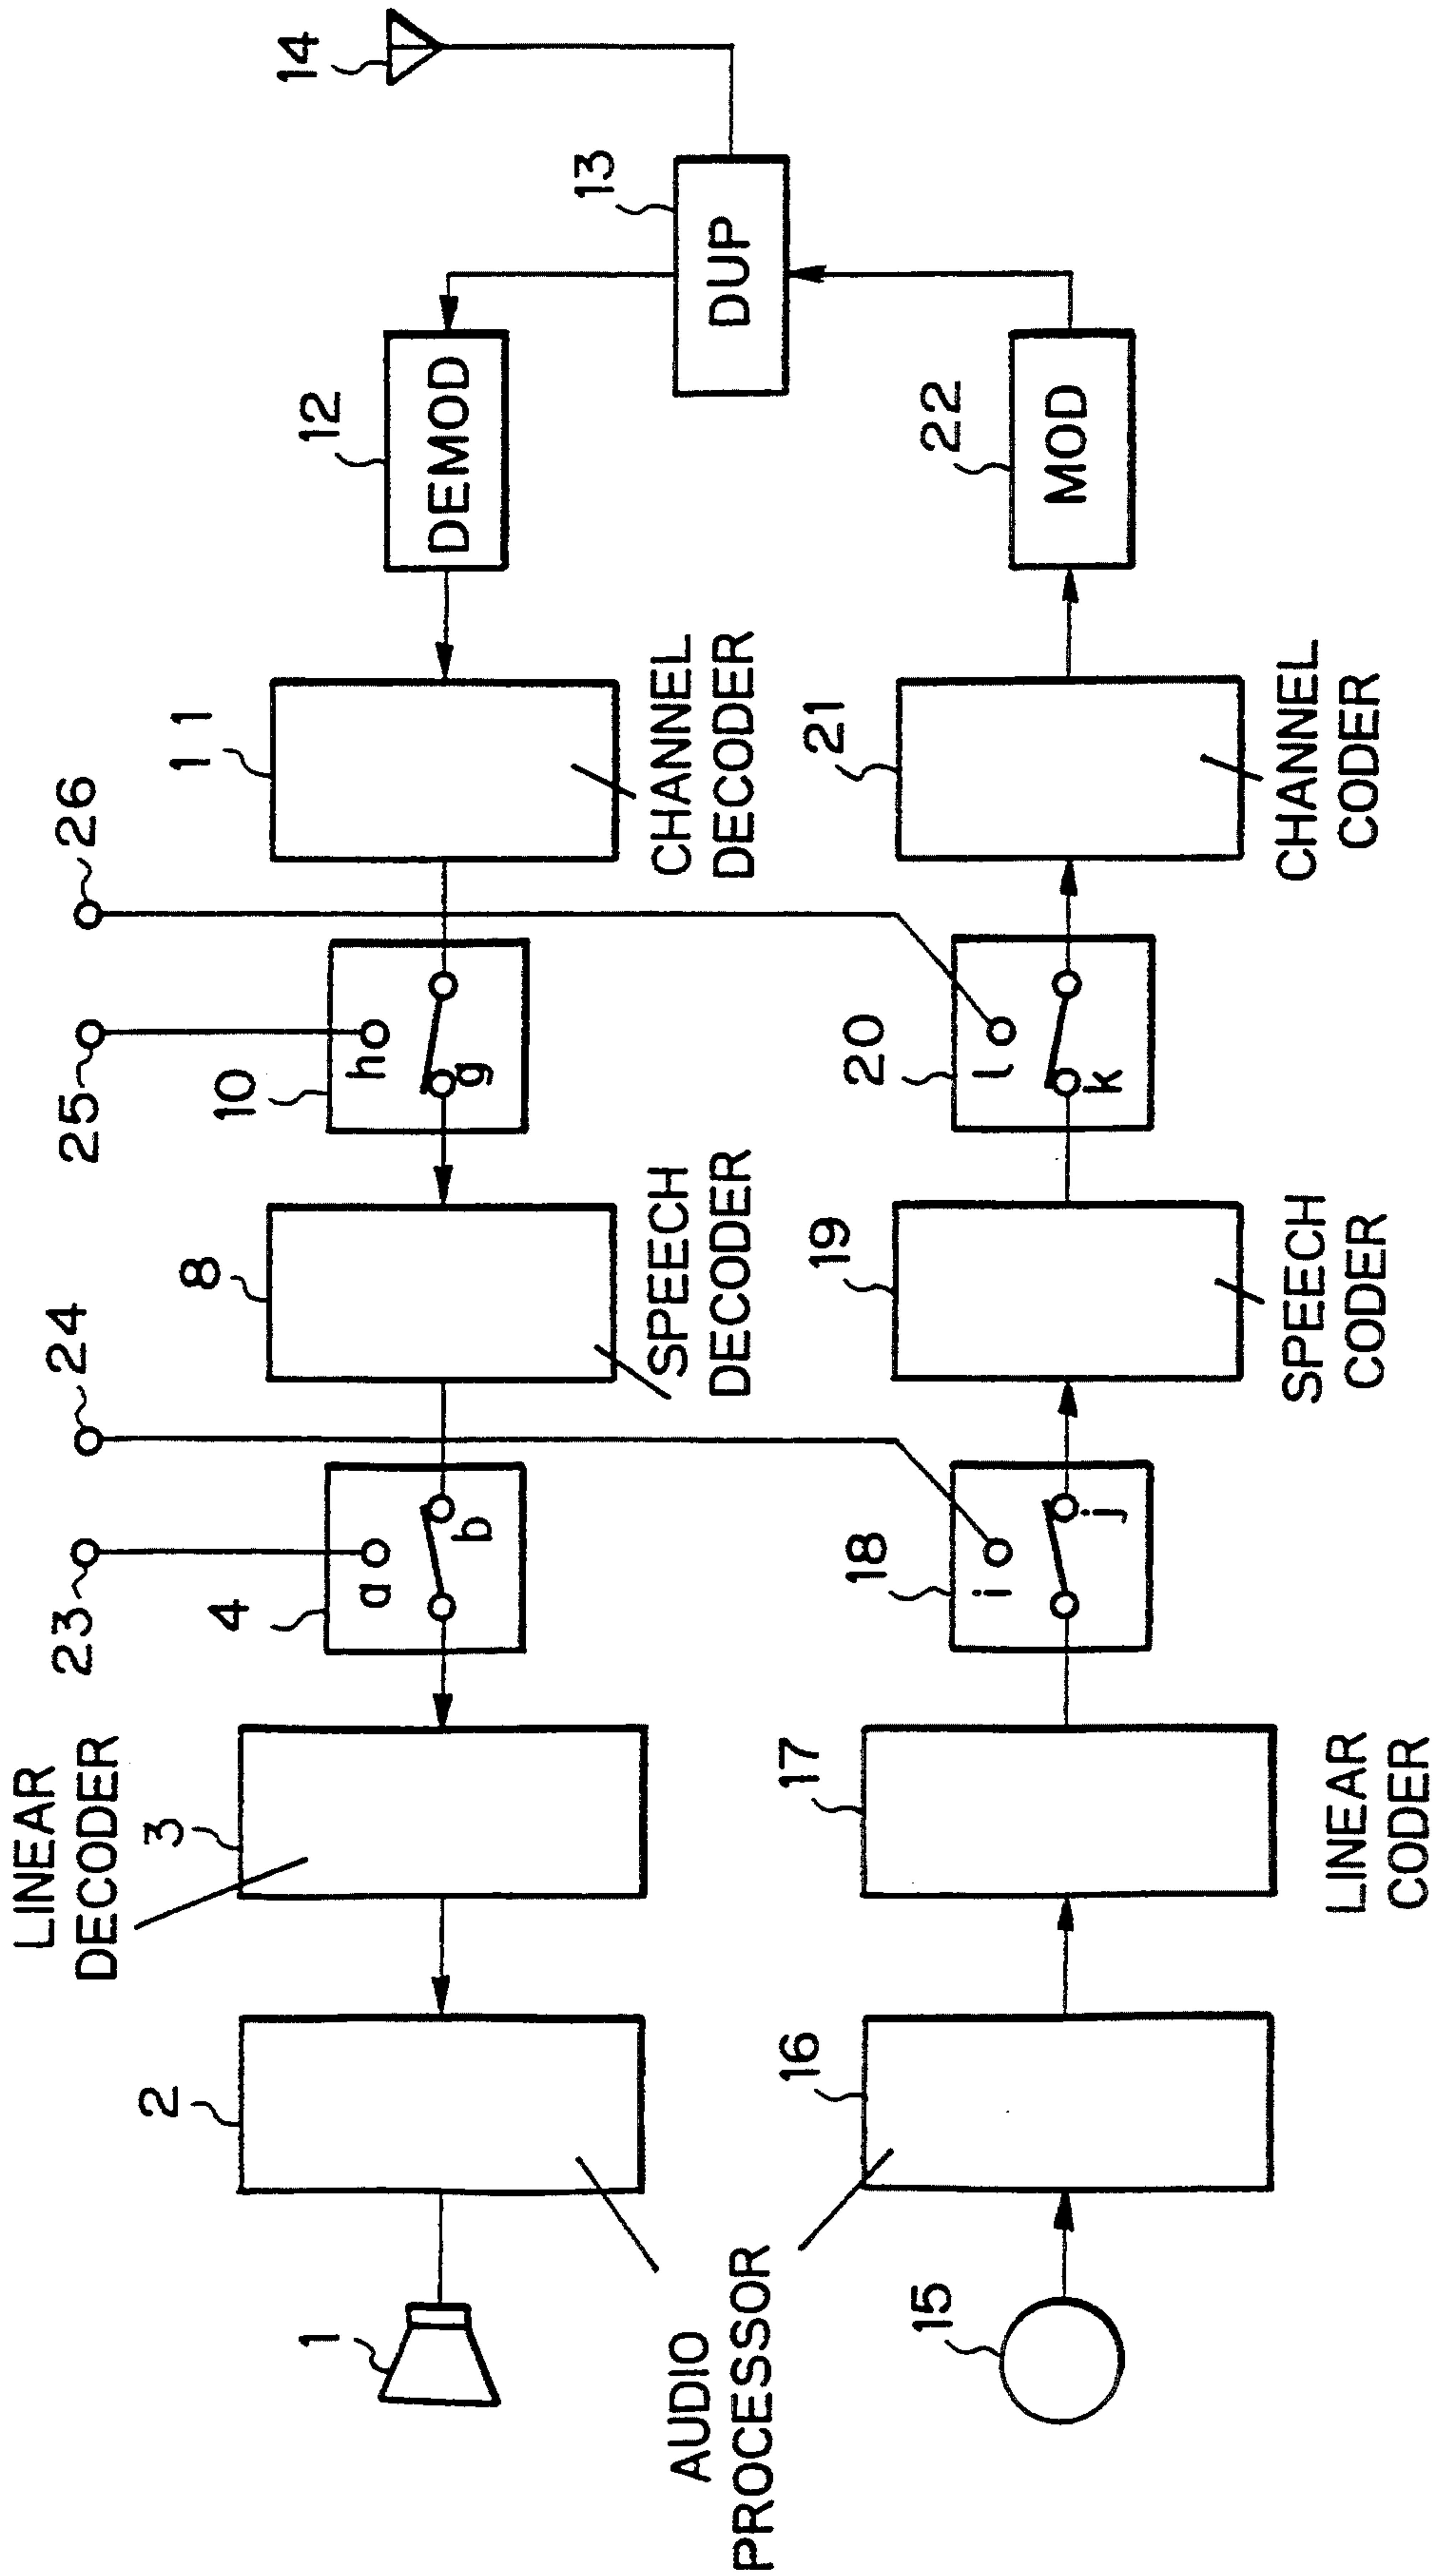 LINEAR
DECODER
23
24
25
26
1
2
3
4
a
b
8
SPEECH
DECODER
10
h
g
11
CHANNEL
DECODER
12
DEMOD
13
DUP
14
AUDIO
PROCESSOR
15
16
17
LINEAR
CODER
18
i
j
19
SPEECH
CODER
20
l
k
21
CHANNEL
CODER
22
MOD